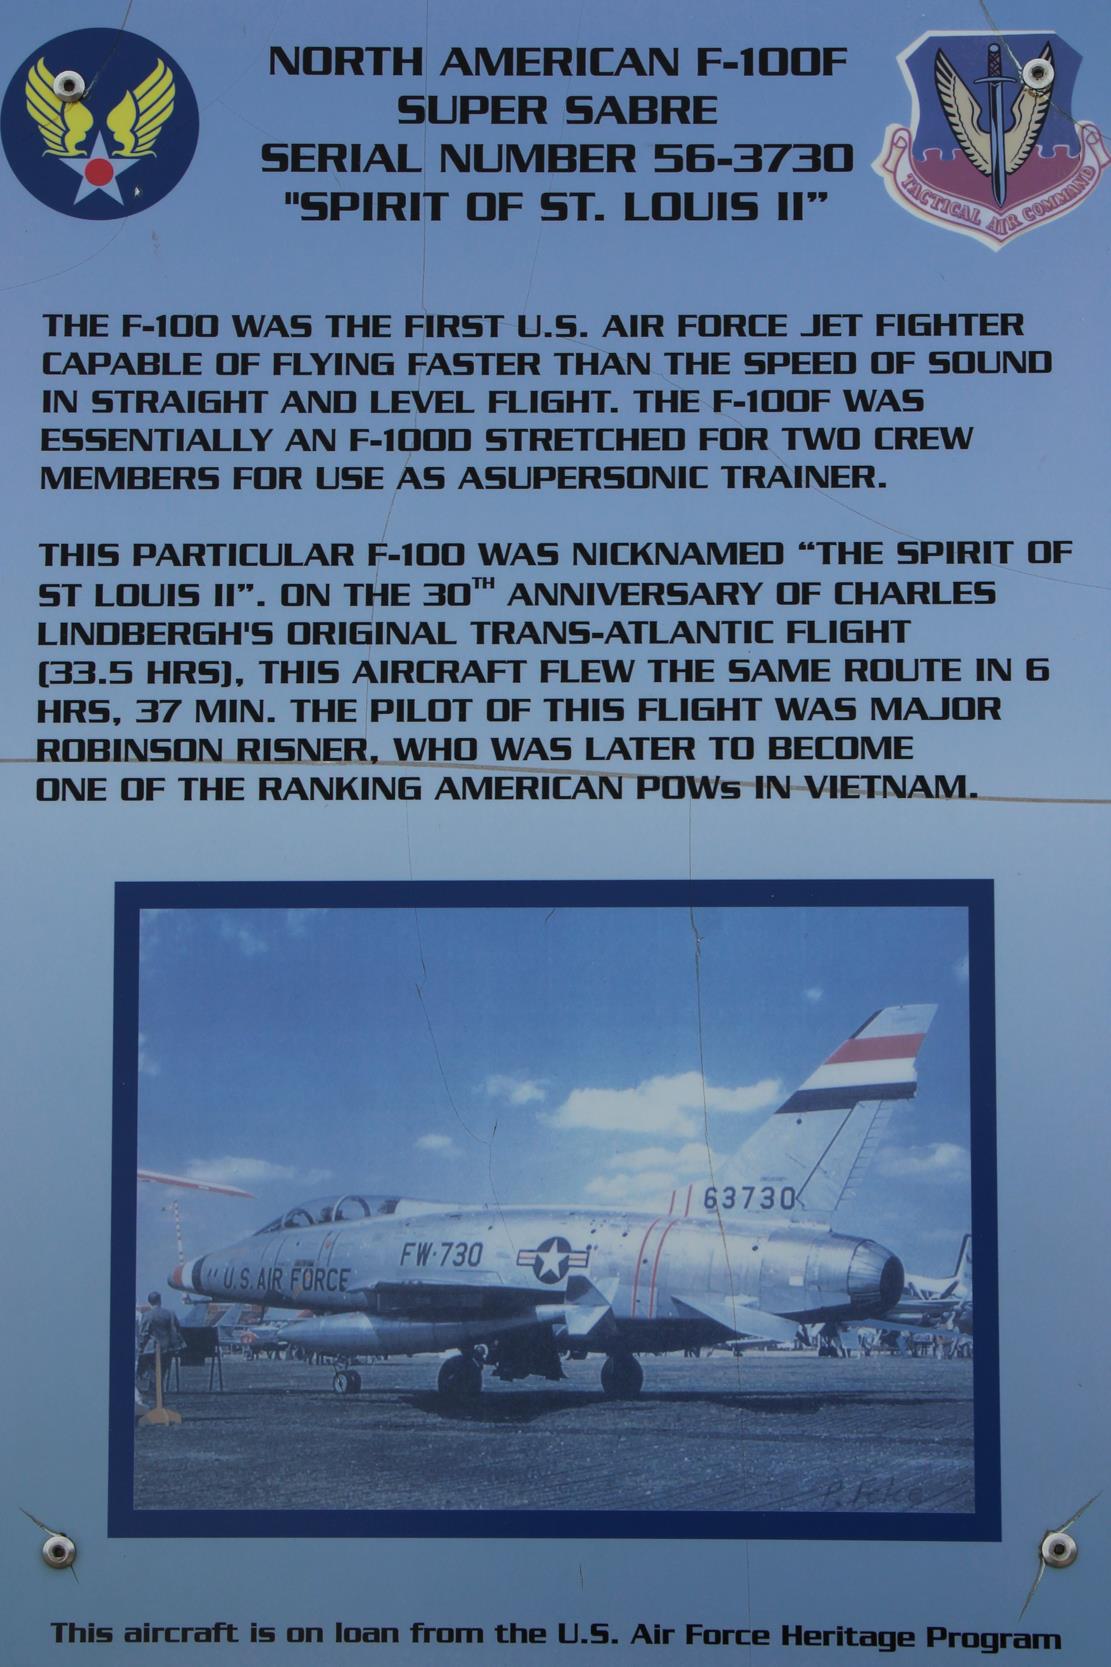 NORTH AMERICAN F-100F
SUPER SABRE
SERIAL NUMBER 56-3730
"SPIRIT OF ST. LOUIS II”
TACTICAL AIR COMMAND
THE F-100 WAS THE FIRST U.S. AIR FORCE JET FIGHTER
CAPABLE OF FLYING FASTER THAN THE SPEED OF SOUND
IN STRAIGHT AND LEVEL FLIGHT. THE F-100F WAS
ESSENTIALLY AN F-100D STRETCHED FOR TWO CREW
MEMBERS FOR USE AS ASUPERSONIC TRAINER.
THIS PARTICULAR F-100 WAS NICKNAMED “THE SPIRIT OF
ST LOUIS II”. ON THE 30TH ANNIVERSARY OF CHARLES
LINDBERGH'S ORIGINAL TRANS-ATLANTIC FLIGHT
(33.5 HRS), THIS AIRCRAFT FLEW THE SAME ROUTE IN 6
HRS, 37 MIN. THE PILOT OF THIS FLIGHT WAS MAJOR
ROBINSON RISNER, WHO WAS LATER TO BECOME
ONE OF THE RANKING AMERICAN POWs IN VIETNAM.
63730
FW-730
U.S. AIR FORCE
This aircraft is on loan from the U.S. Air Force Heritage Program